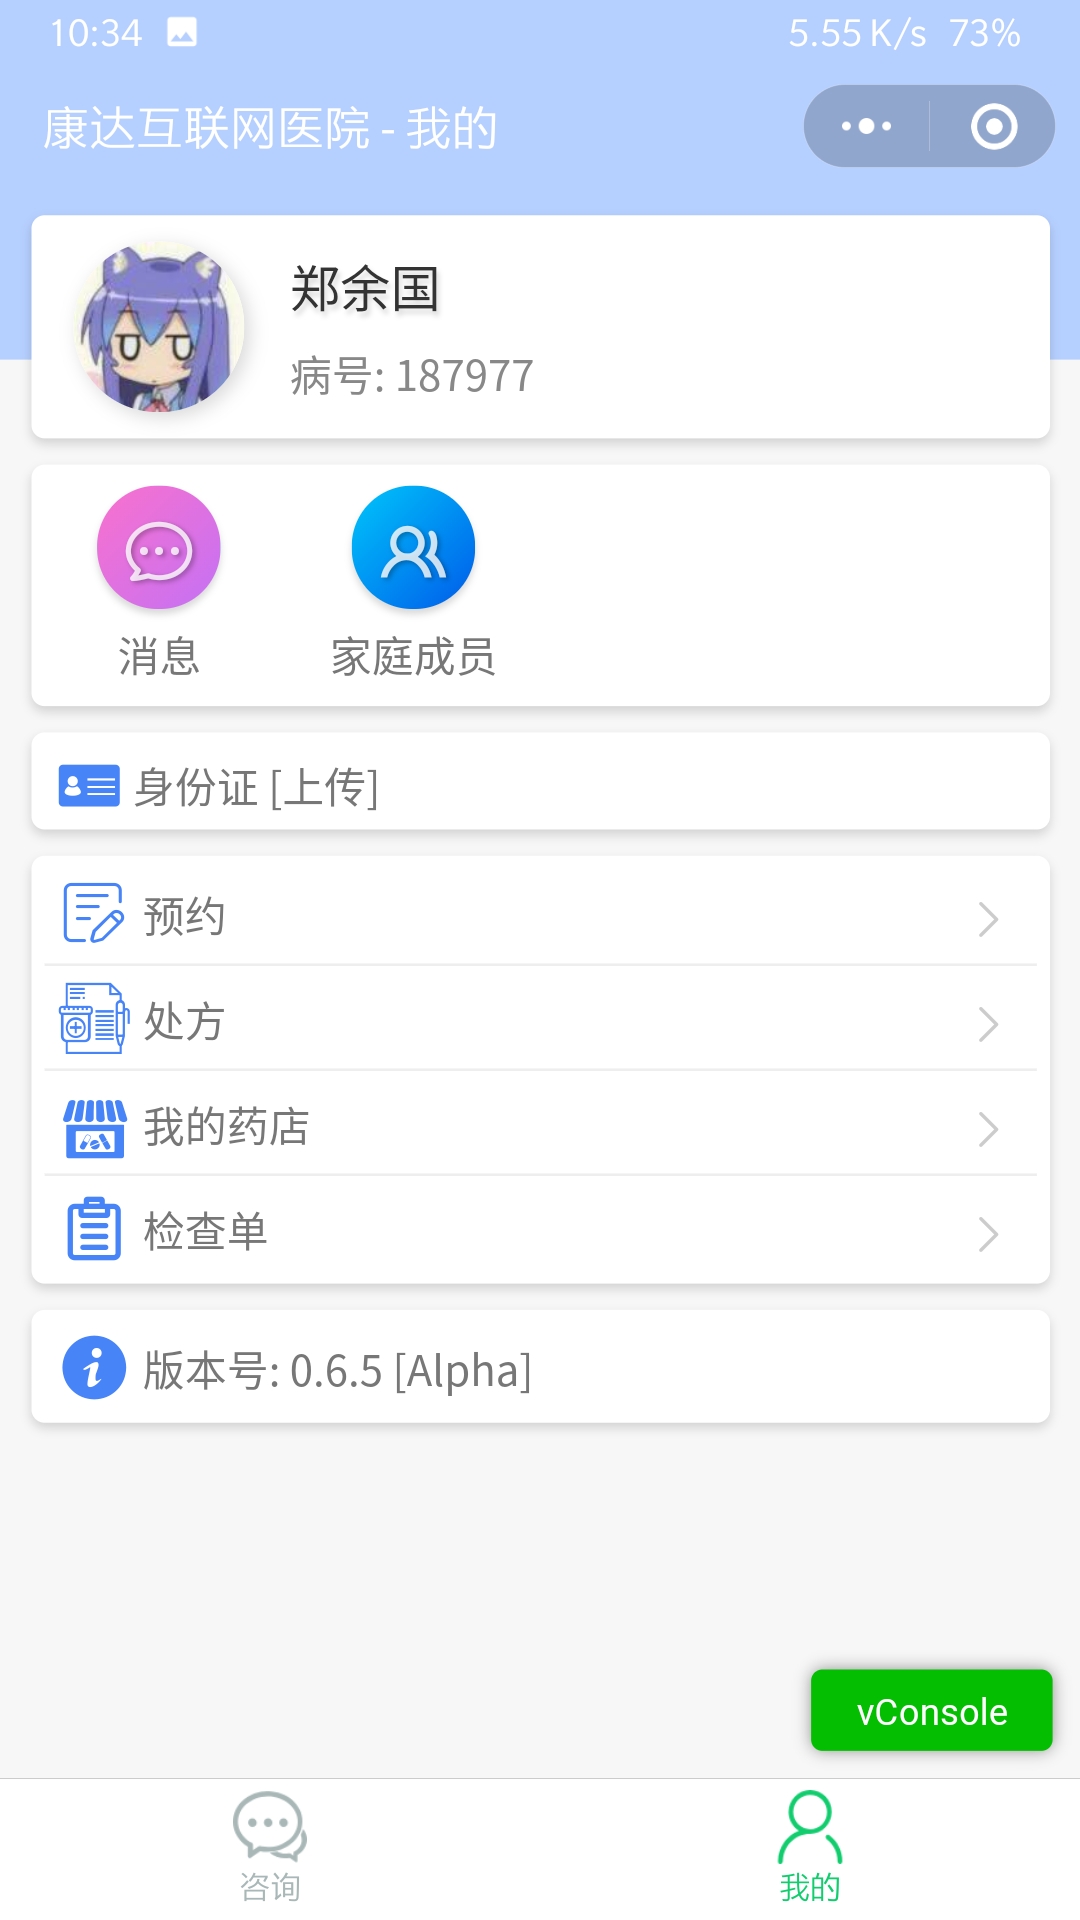 10:34 5.55 K/s 73%
康达互联网医院 - 我的
郑余国
病号: 187977
消息 家庭成员
身份证 [上传]
预约
处方
我的药店
检查单
版本号: 0.6.5 [Alpha]
vConsole
咨询 我的